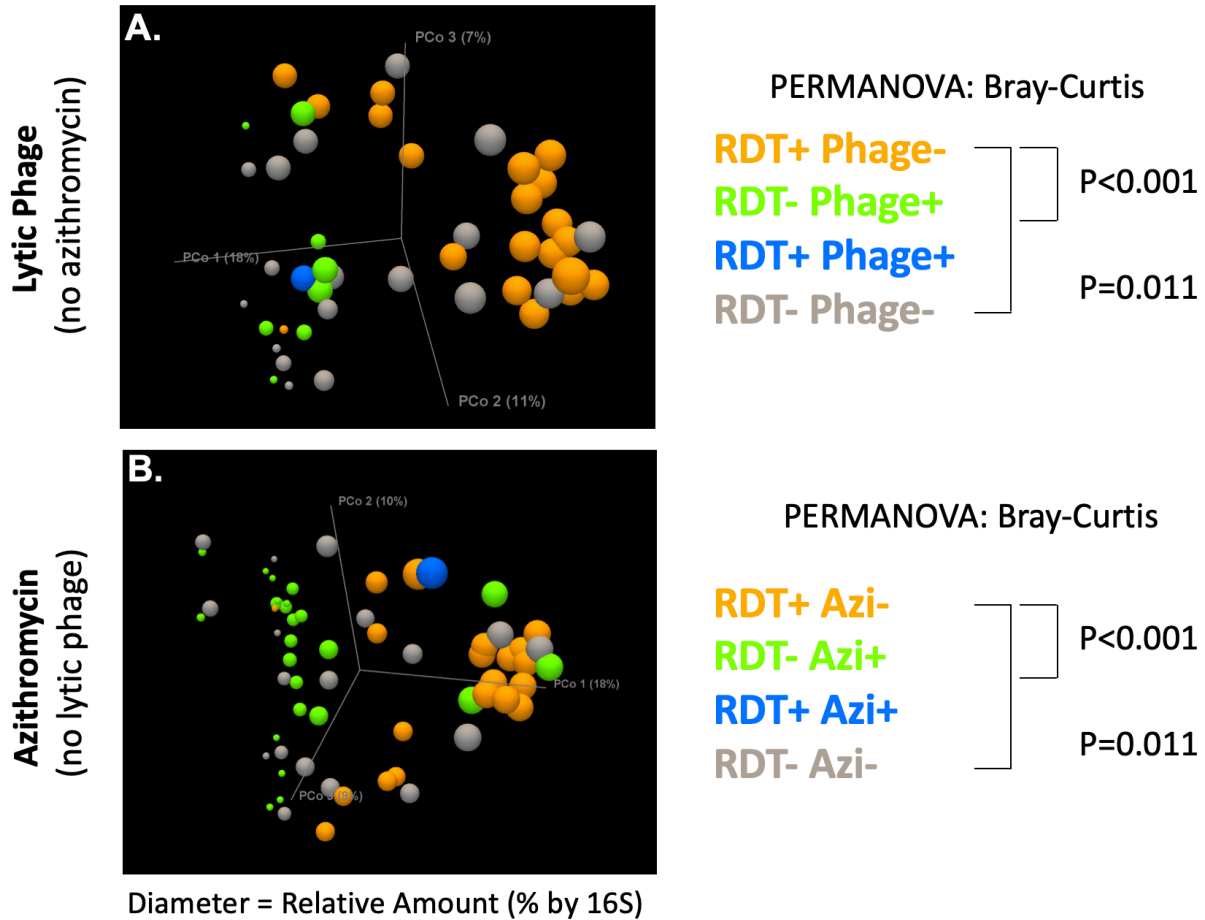 A.
PCo 3 (7%)
PCo 1 (18%)
PCo 2 (11%)
Lytic Phage
(no azithromycin)
PERMANOVA: Bray-Curtis
RDT+ Phage-
RDT- Phage+
RDT+ Phage+
RDT- Phage-
P<0.001
P=0.011
B.
PCo 2 (10%)
PCo 1 (18%)
PCo 3 (9%)
Azithromycin
(no lytic phage)
PERMANOVA: Bray-Curtis
RDT+ Azi-
RDT- Azi+
RDT+ Azi+
RDT- Azi-
P<0.001
P=0.011
Diameter = Relative Amount (% by 16S)